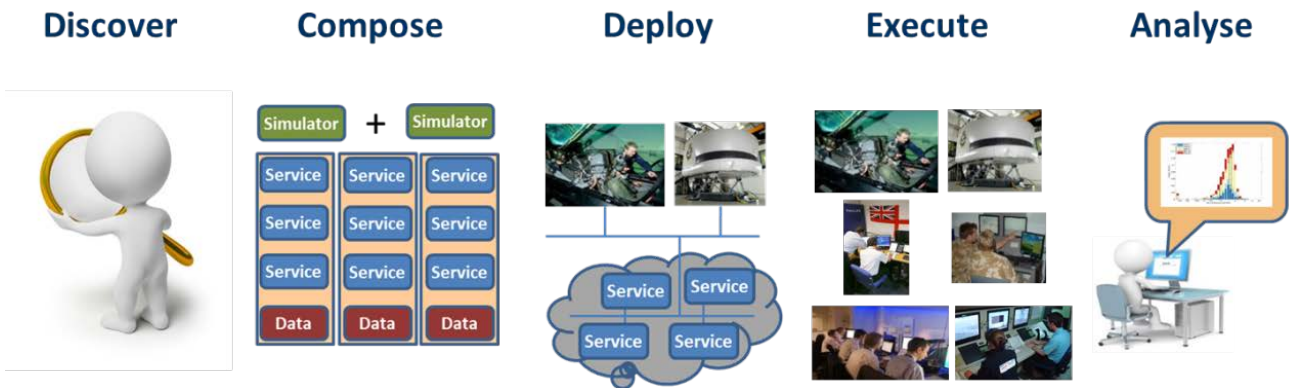 Discover Compose Deploy Execute Analyse
Simulator + Simulator
Service Service Service
Service Service Service
Service Service Service
Data Data Data
Service Service
Service Service